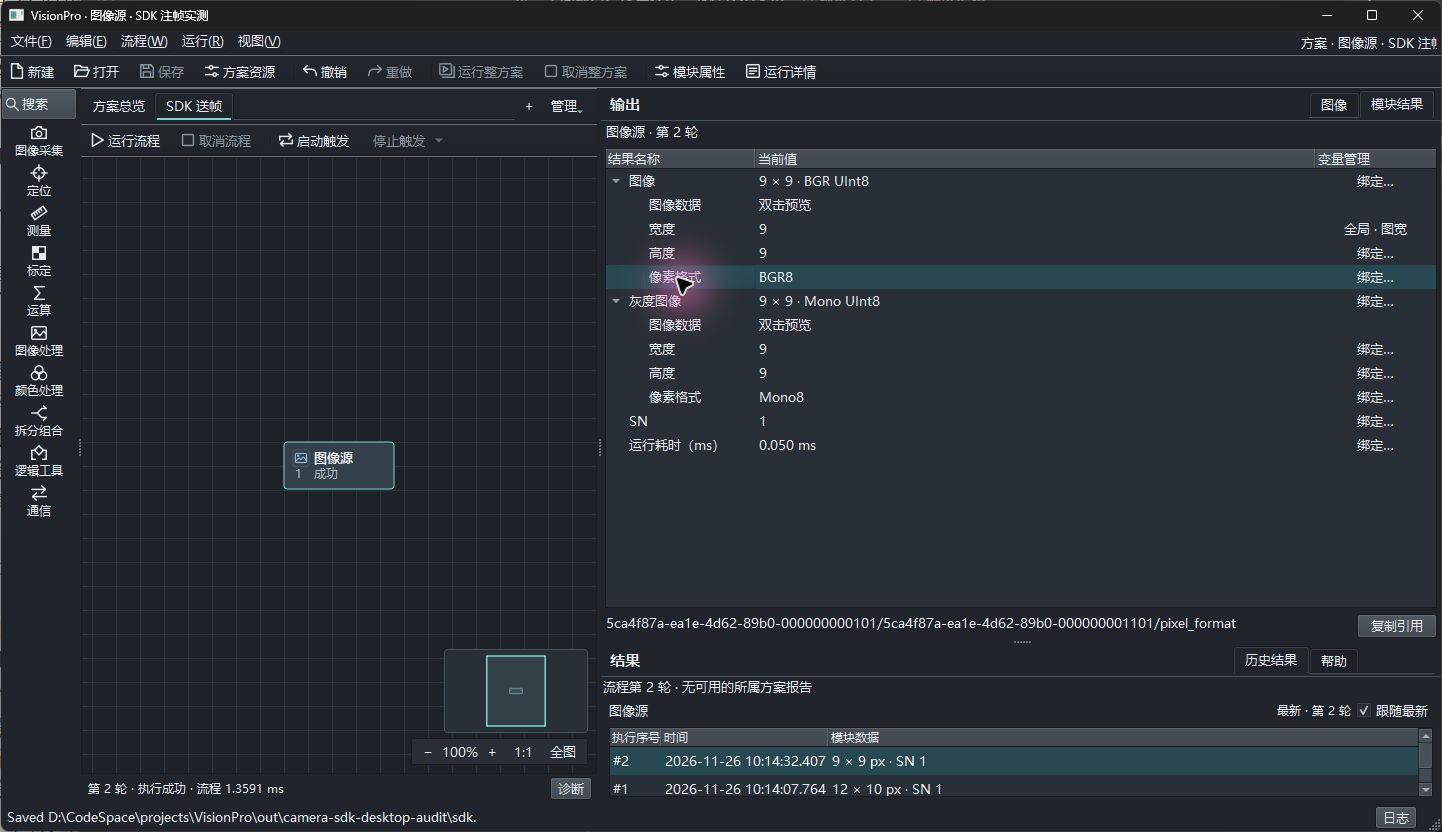 VisionPro · 图像源 · SDK 注帧实测
文件(F) 编辑(E) 流程(W) 运行(R) 视图(V)
方案 · 图像源 · SDK 注帧
新建 打开 保存 方案资源 撤销 重做 运行整方案 取消整方案 模块属性 运行详情
搜索
图像采集
定位
测量
标定
运算
图像处理
颜色处理
拆分组合
逻辑工具
通信
方案总览 SDK 送帧 + 管理
运行流程 取消流程 启动触发 停止触发
图像源
1 成功
− 100% + 1:1 全图
第 2 轮 · 执行成功 · 流程 1.3591 ms 诊断
输出 图像 模块结果
图像源 · 第 2 轮
结果名称 当前值 变量管理
图像 9 × 9 · BGR UInt8 绑定...
图像数据 双击预览
宽度 9 全局 · 图宽
高度 9 绑定...
像素格式 BGR8 绑定...
灰度图像 9 × 9 · Mono UInt8 绑定...
图像数据 双击预览
宽度 9 绑定...
高度 9 绑定...
像素格式 Mono8 绑定...
SN 1 绑定...
运行耗时（ms） 0.050 ms 绑定...
5ca4f87a-ea1e-4d62-89b0-000000000101/5ca4f87a-ea1e-4d62-89b0-000000001101/pixel_format 复制引用
结果 历史结果 帮助
流程第 2 轮 · 无可用的所属方案报告
图像源 最新 · 第 2 轮 跟随最新
执行序号 时间 模块数据
#2 2026-11-26 10:14:32.407 9 × 9 px · SN 1
#1 2026-11-26 10:14:07.764 12 × 10 px · SN 1
Saved D:\CodeSpace\projects\VisionPro\out\camera-sdk-desktop-audit\sdk. 日志